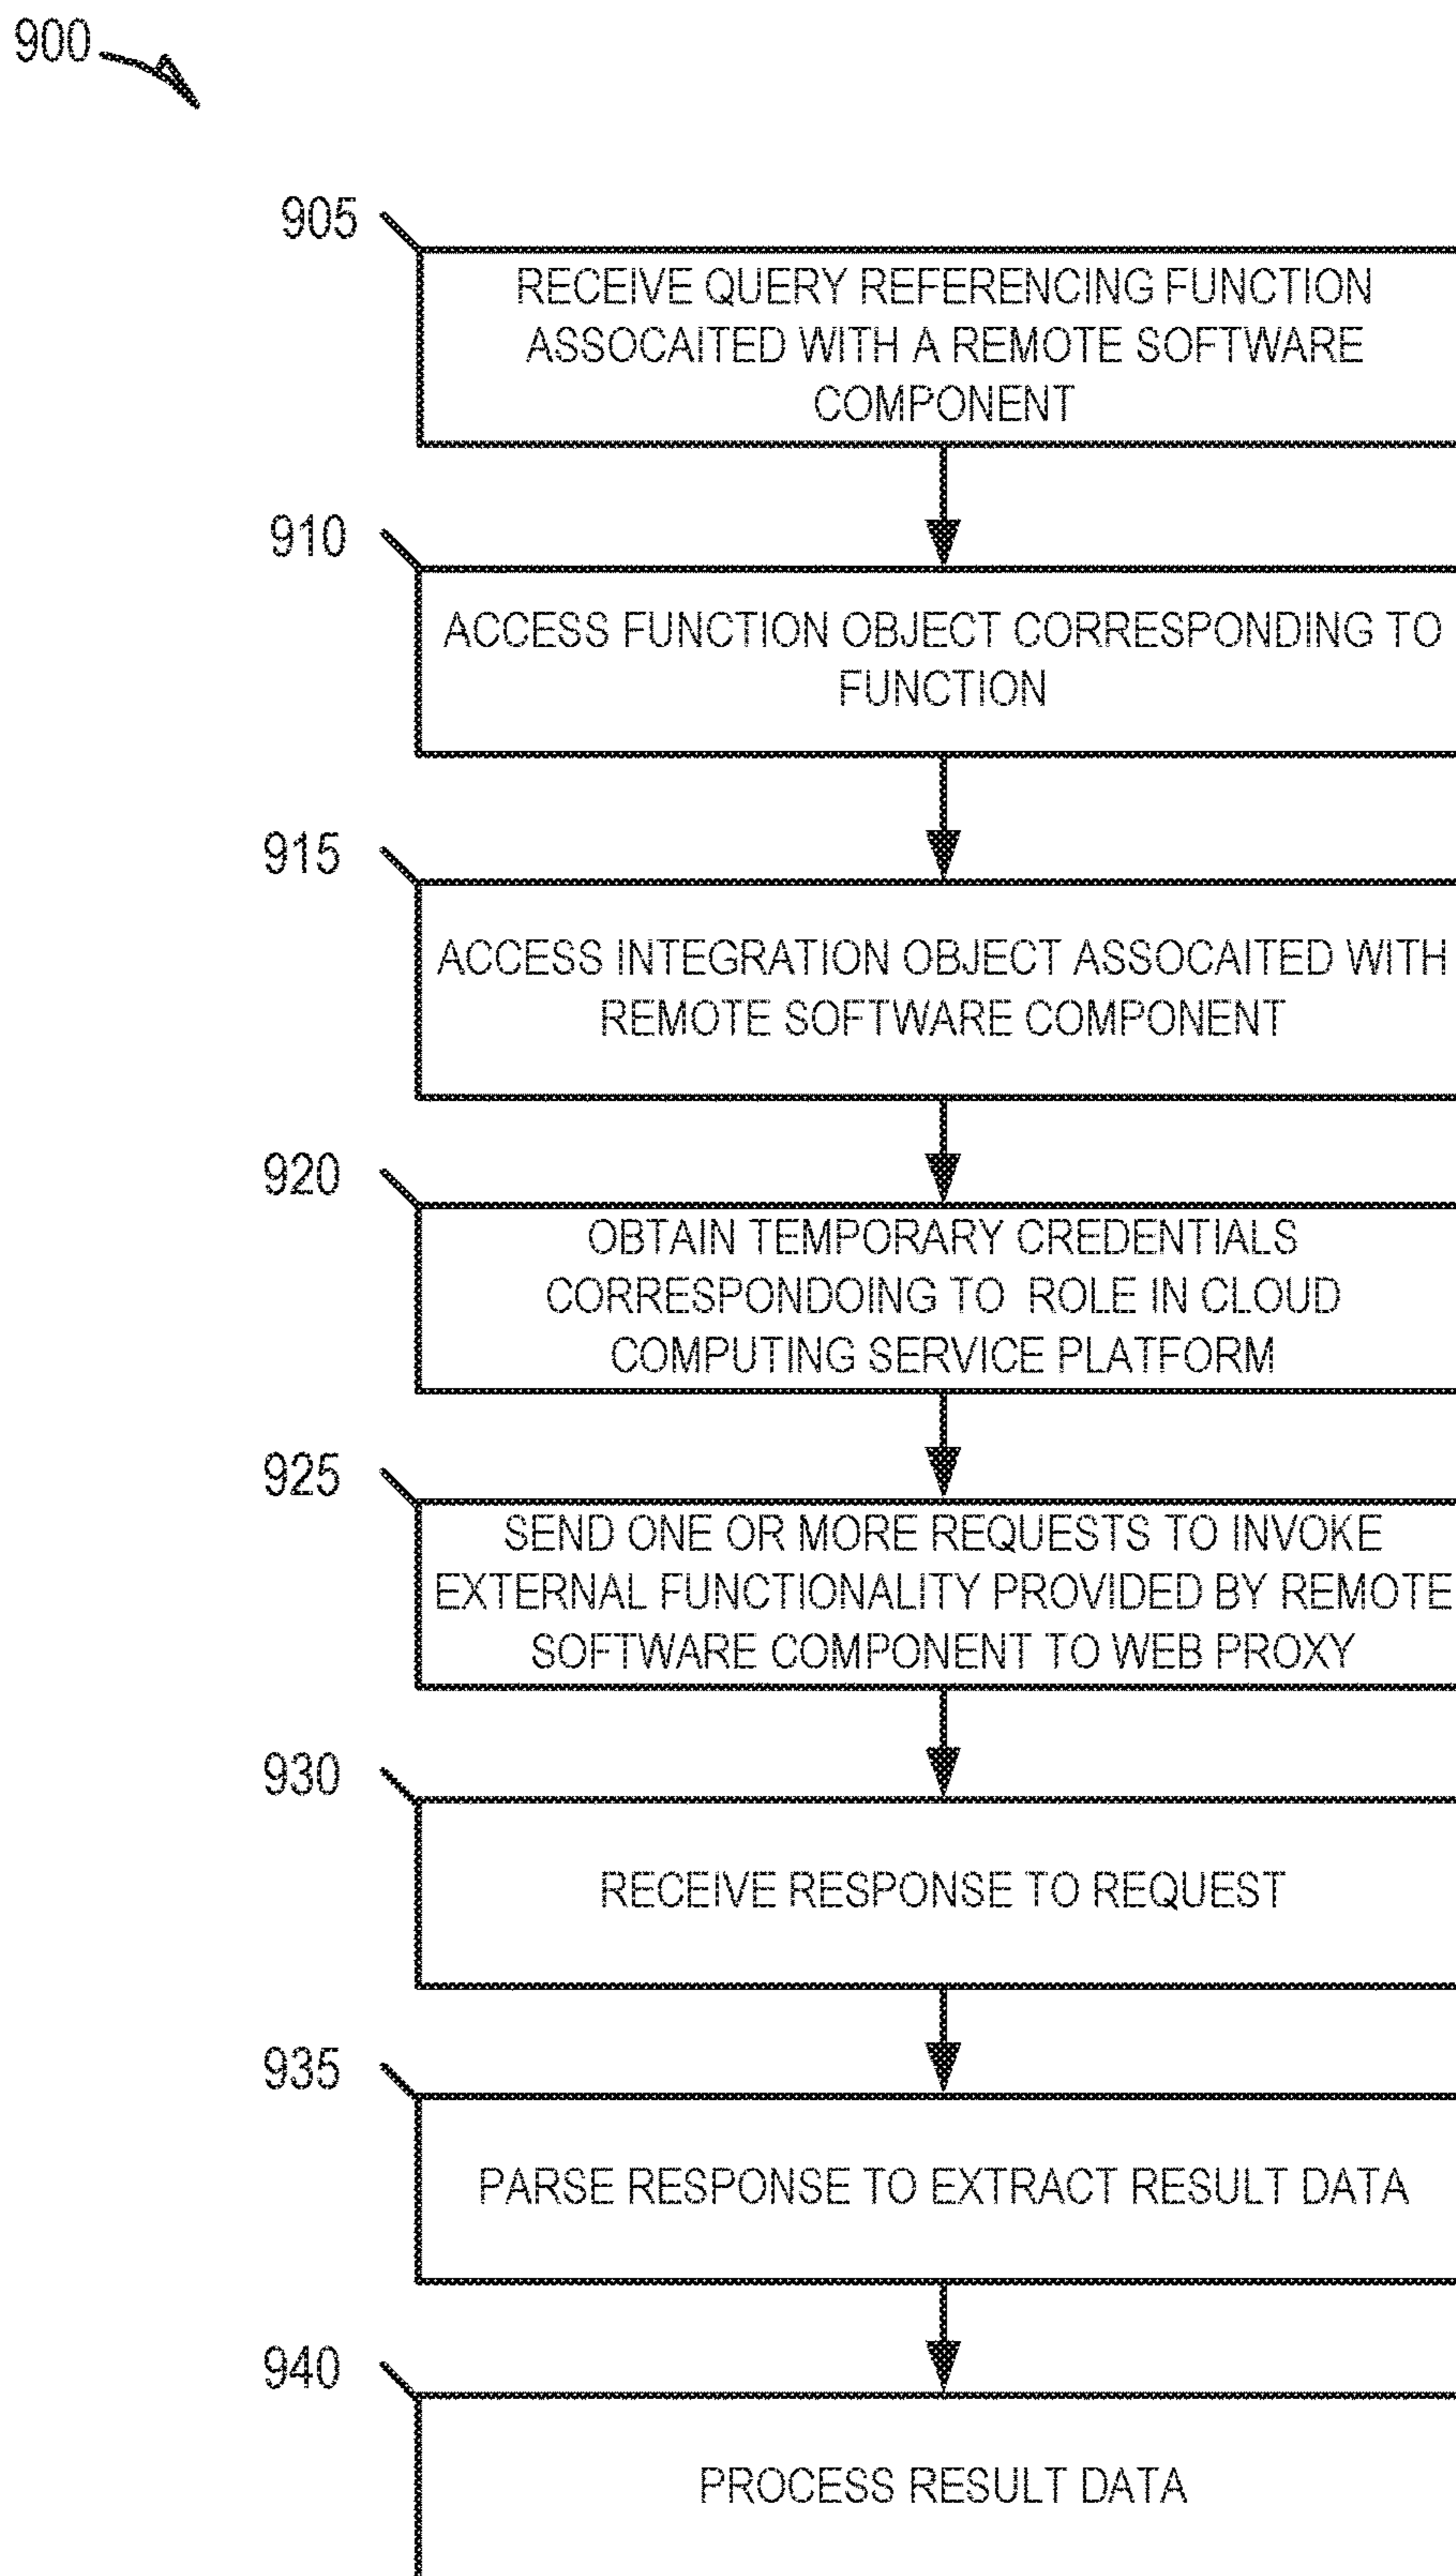 900
905
RECEIVE QUERY REFERENCING FUNCTION
ASSOCAITED WITH A REMOTE SOFTWARE
COMPONENT
910
ACCESS FUNCTION OBJECT CORRESPONDING TO
FUNCTION
915
ACCESS INTEGRATION OBJECT ASSOCAITED WITH
REMOTE SOFTWARE COMPONENT
920
OBTAIN TEMPORARY CREDENTIALS
CORRESPONDOING TO ROLE IN CLOUD
COMPUTING SERVICE PLATFORM
925
SEND ONE OR MORE REQUESTS TO INVOKE
EXTERNAL FUNCTIONALITY PROVIDED BY REMOTE
SOFTWARE COMPONENT TO WEB PROXY
930
RECEIVE RESPONSE TO REQUEST
935
PARSE RESPONSE TO EXTRACT RESULT DATA
940
PROCESS RESULT DATA